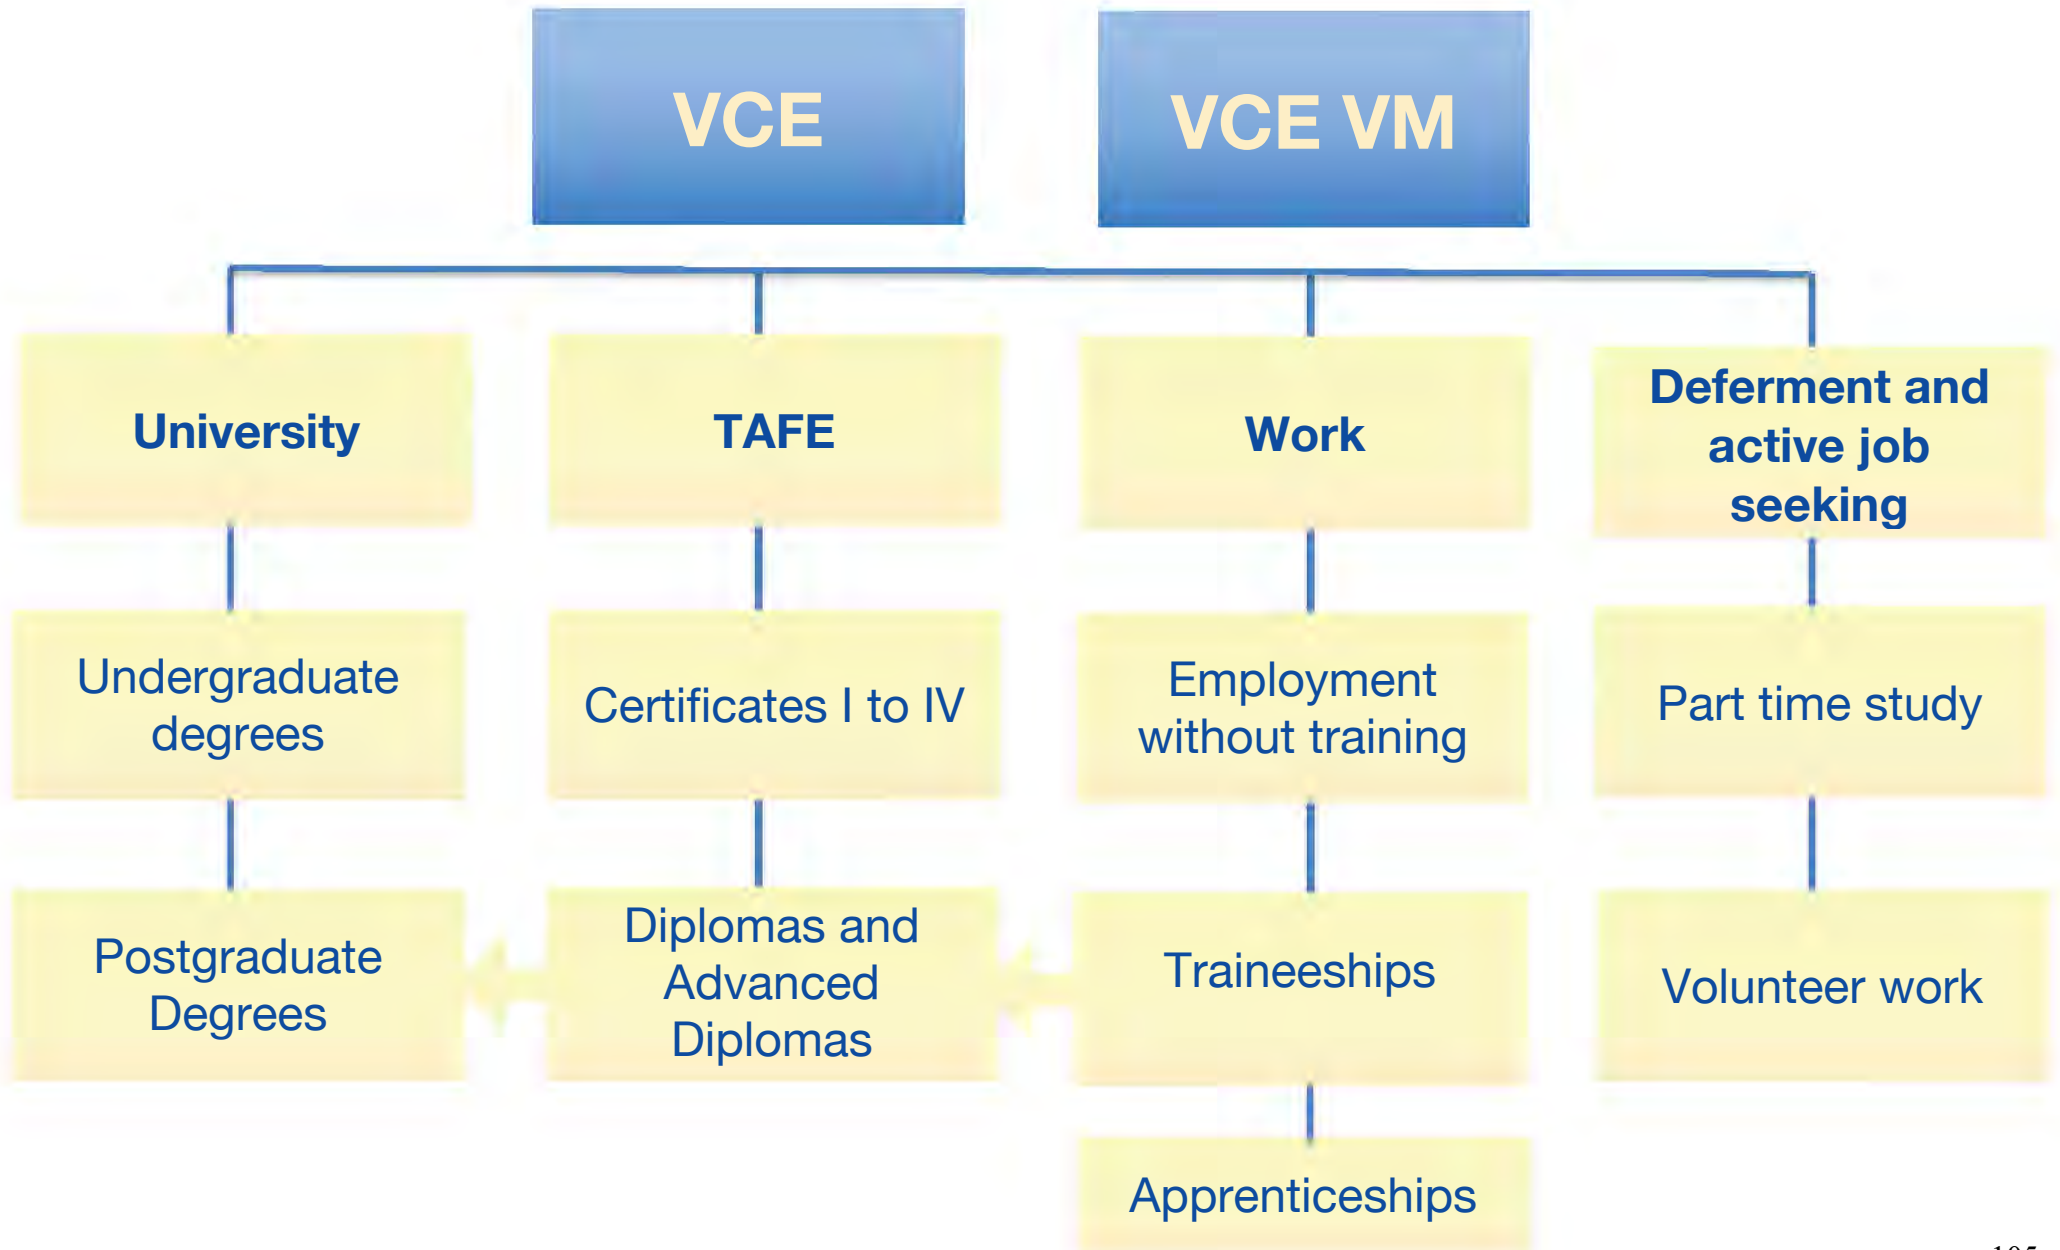 VCE
VCE VM
University
TAFE
Work
Deferment and
active job
seeking
Undergraduate
degrees
Certificates I to IV
Employment
without training
Part time study
Postgraduate
Degrees
Diplomas and
Advanced
Diplomas
Traineeships
Volunteer work
Apprenticeships